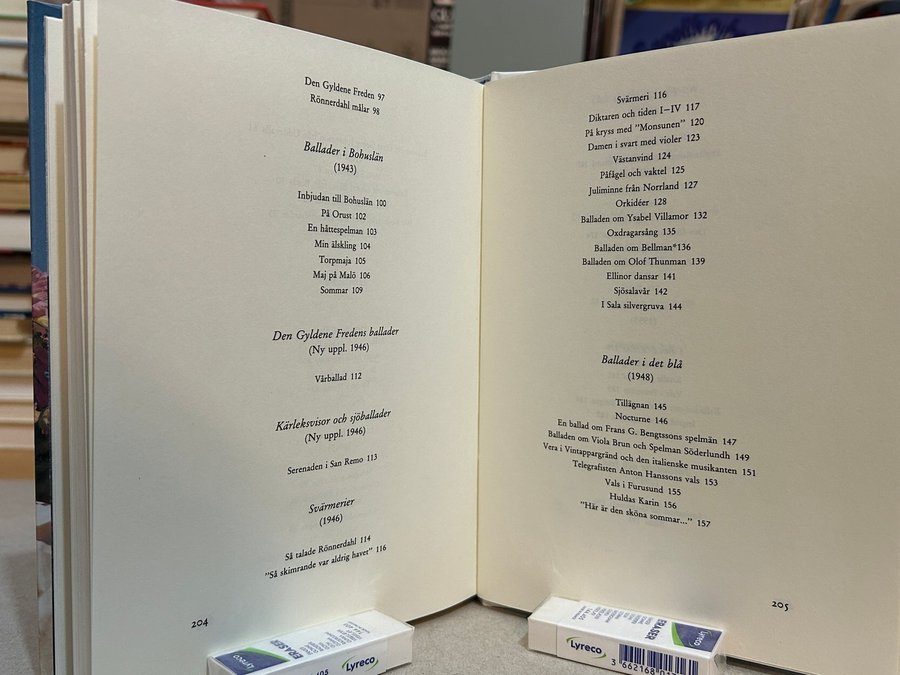 Den Gyldene Freden 97
Rönnerdahl målar 98
Ballader i Bohuslän
(1943)
Inbjudan till Bohuslän 100
På Orust 102
En håttespelman 103
Min älskling 104
Torpmaja 105
Maj på Malö 106
Sommar 109
Den Gyldene Fredens ballader
(Ny uppl. 1946)
Vårballad 112
Kärleksvisor och sjöballader
(Ny uppl. 1946)
Serenaden i San Remo 113
Svärmerier
(1946)
Så talade Rönnerdahl 114
"Så skimrande var aldrig havet" 116
204
Svärmeri 116
Diktaren och tiden I–IV 117
På kryss med "Monsunen" 120
Damen i svart med violer 123
Västanvind 124
Påfågel och vaktel 125
Juliminne från Norrland 127
Orkidéer 128
Balladen om Ysabel Villamor 132
Oxdragarsång 135
Balladen om Bellman*136
Balladen om Olof Thunman 139
Ellinor dansar 141
Sjösalavår 142
I Sala silvergruva 144
Ballader i det blå
(1948)
Tillägnan 145
Nocturne 146
En ballad om Frans G. Bengtssons spelmän 147
Balladen om Viola Brun och Spelman Söderlundh 149
Vera i Vintappargränd och den italienske musikanten 151
Telegrafisten Anton Hanssons vals 153
Vals i Furusund 155
Huldas Karin 156
"Här är den sköna sommar..." 157
205
Lyreco
ERASER
Lyreco
ERASER
Lyreco
3 662168